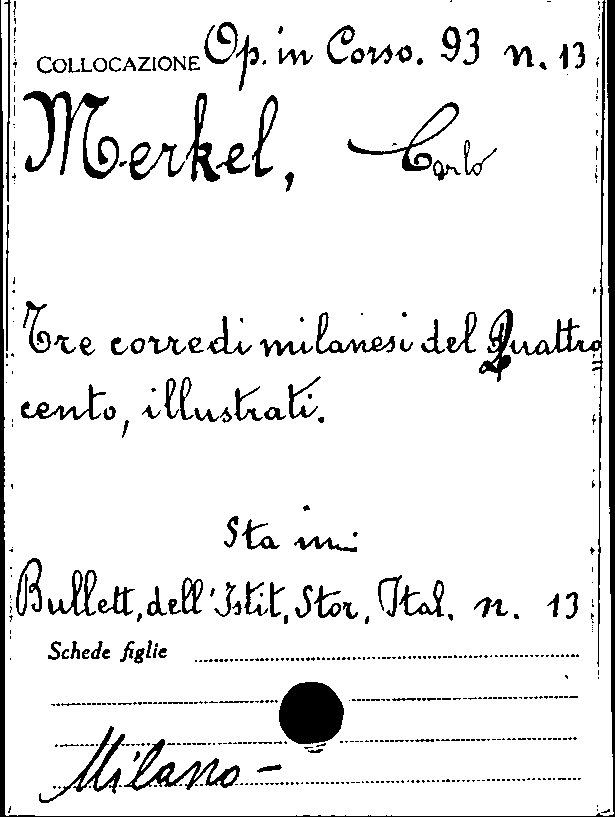 COLLOCAZIONE Op. in Corso. 93 n. 13
Merkel, Carlo
Tre corredi milanesi del Quattro
cento, illustrati.
Sta in:
Bullett, dell'Istit, Stor, Ital. n. 13
Schede figlie
Milano-